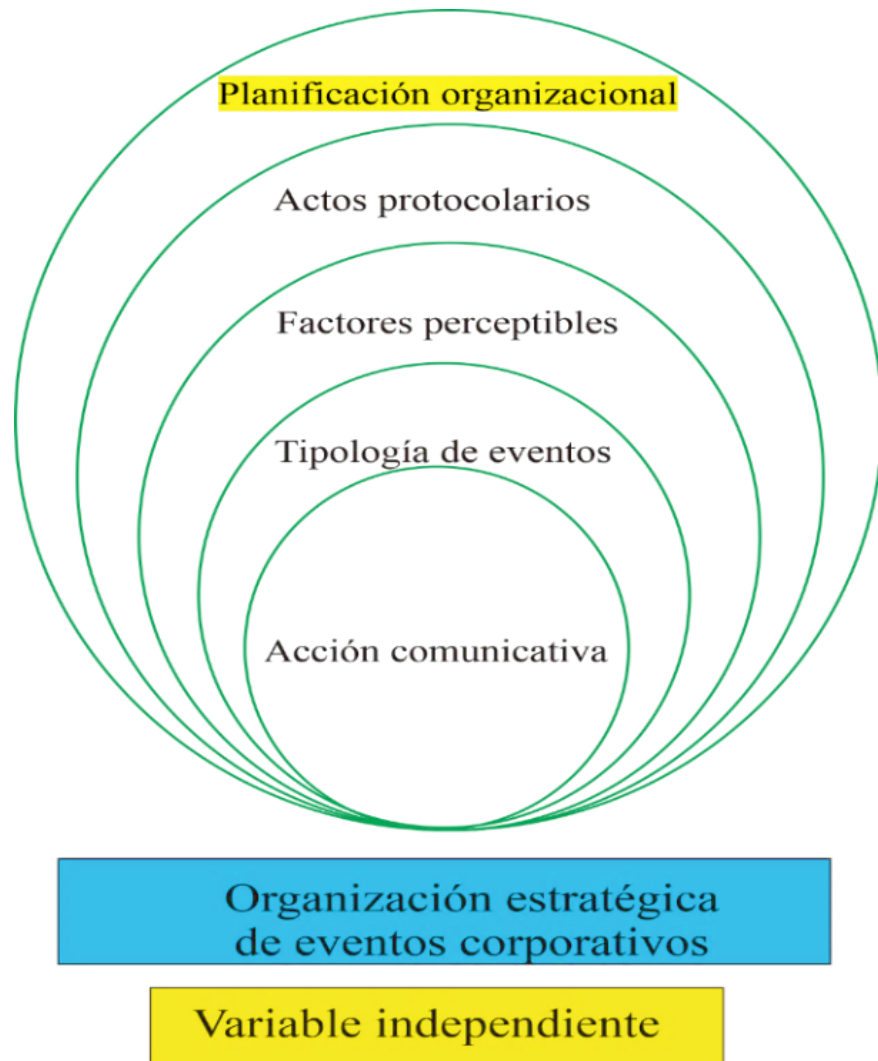 Planificación organizacional
Actos protocolarios
Factores perceptibles
Tipología de eventos
Acción comunicativa
Organización estratégica
de eventos corporativos
Variable independiente